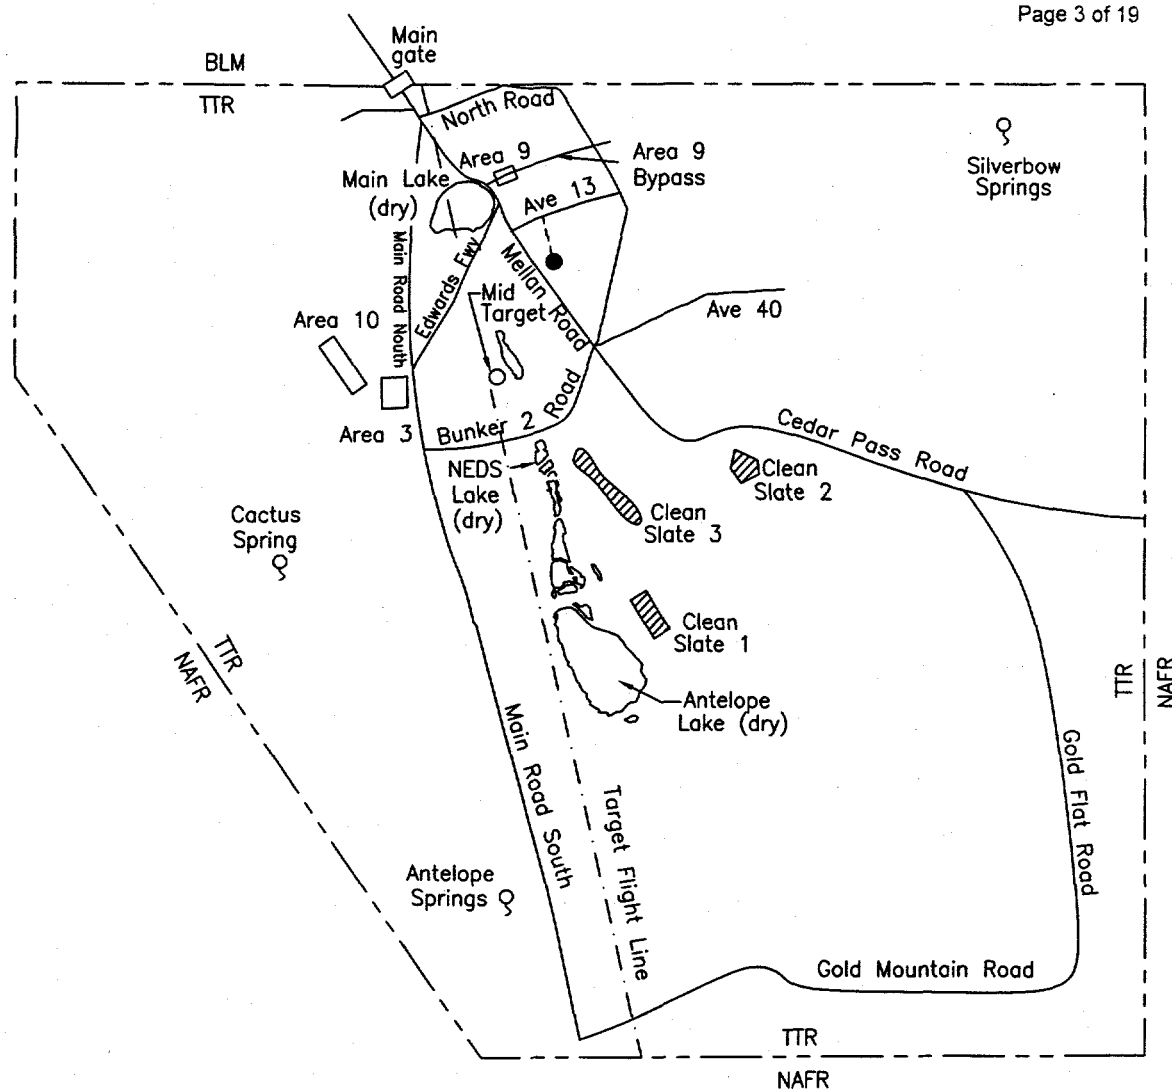 Page 3 of 19
Main
gate
BLM
TTR
North Road
Area 9
Area 9
Bypass
Silverbow
Springs
Main Lake
(dry)
Ave 13
Main Road Nouth
Edwards Fwy
Mellan Road
Mid
Target
Ave 40
Area 10
Area 3
Bunker 2 Road
Cedar Pass Road
NEDS
Lake
(dry)
Clean
Slate 2
Clean
Slate 3
Cactus
Spring
Clean
Slate 1
TTR
NAFR
TTR
NAFR
Antelope
Lake (dry)
Main Road South
Target Flight Line
Gold Flat Road
Antelope
Springs
Gold Mountain Road
TTR
NAFR